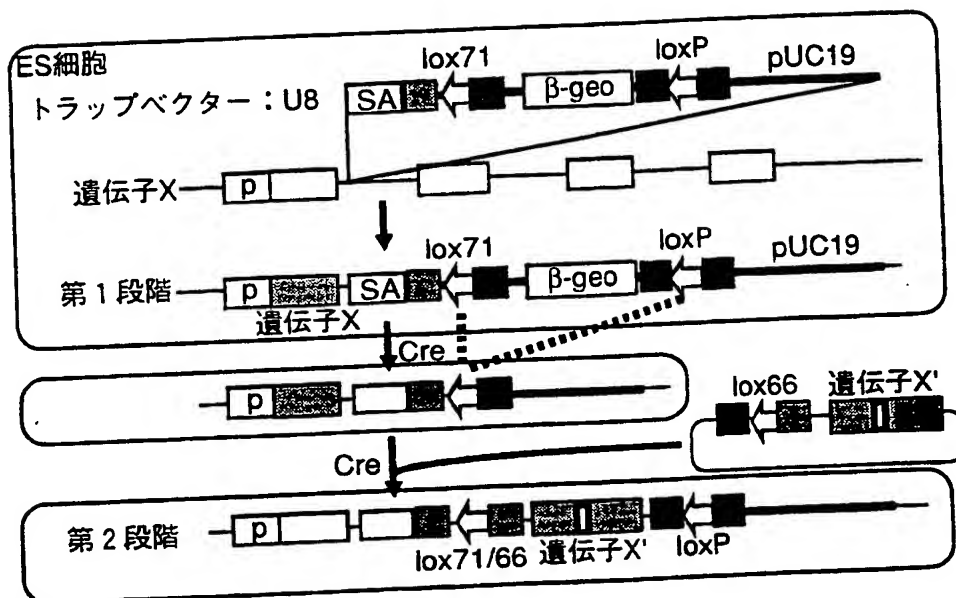 ES細胞
lox71
loxP
pUC19
トラップベクター：U8
SA
β-geo
遺伝子X
p
lox71
loxP
pUC19
第1段階
p
SA
β-geo
遺伝子X
Cre
p
lox66
遺伝子X'
Cre
第2段階
p
lox71/66
遺伝子X'
loxP